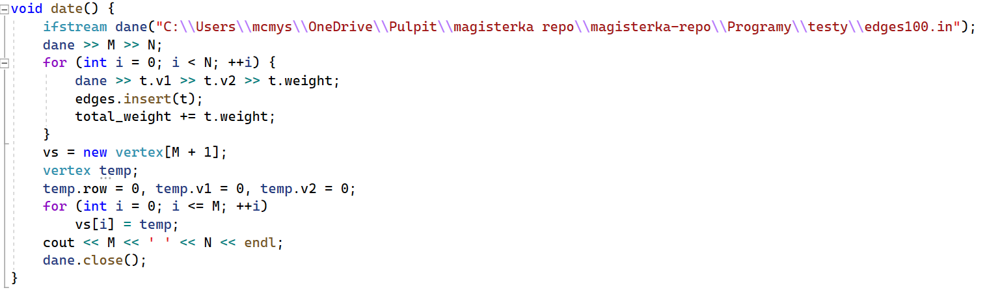 void date() {
    ifstream dane("C:\\Users\\mcmys\\OneDrive\\Pulpit\\magisterka repo\\magisterka-repo\\Programy\\testy\\edges100.in");
    dane >> M >> N;
    for (int i = 0; i < N; ++i) {
        dane >> t.v1 >> t.v2 >> t.weight;
        edges.insert(t);
        total_weight += t.weight;
    }
    vs = new vertex[M + 1];
    vertex temp;
    temp.row = 0, temp.v1 = 0, temp.v2 = 0;
    for (int i = 0; i <= M; ++i)
        vs[i] = temp;
    cout << M << ' ' << N << endl;
    dane.close();
}